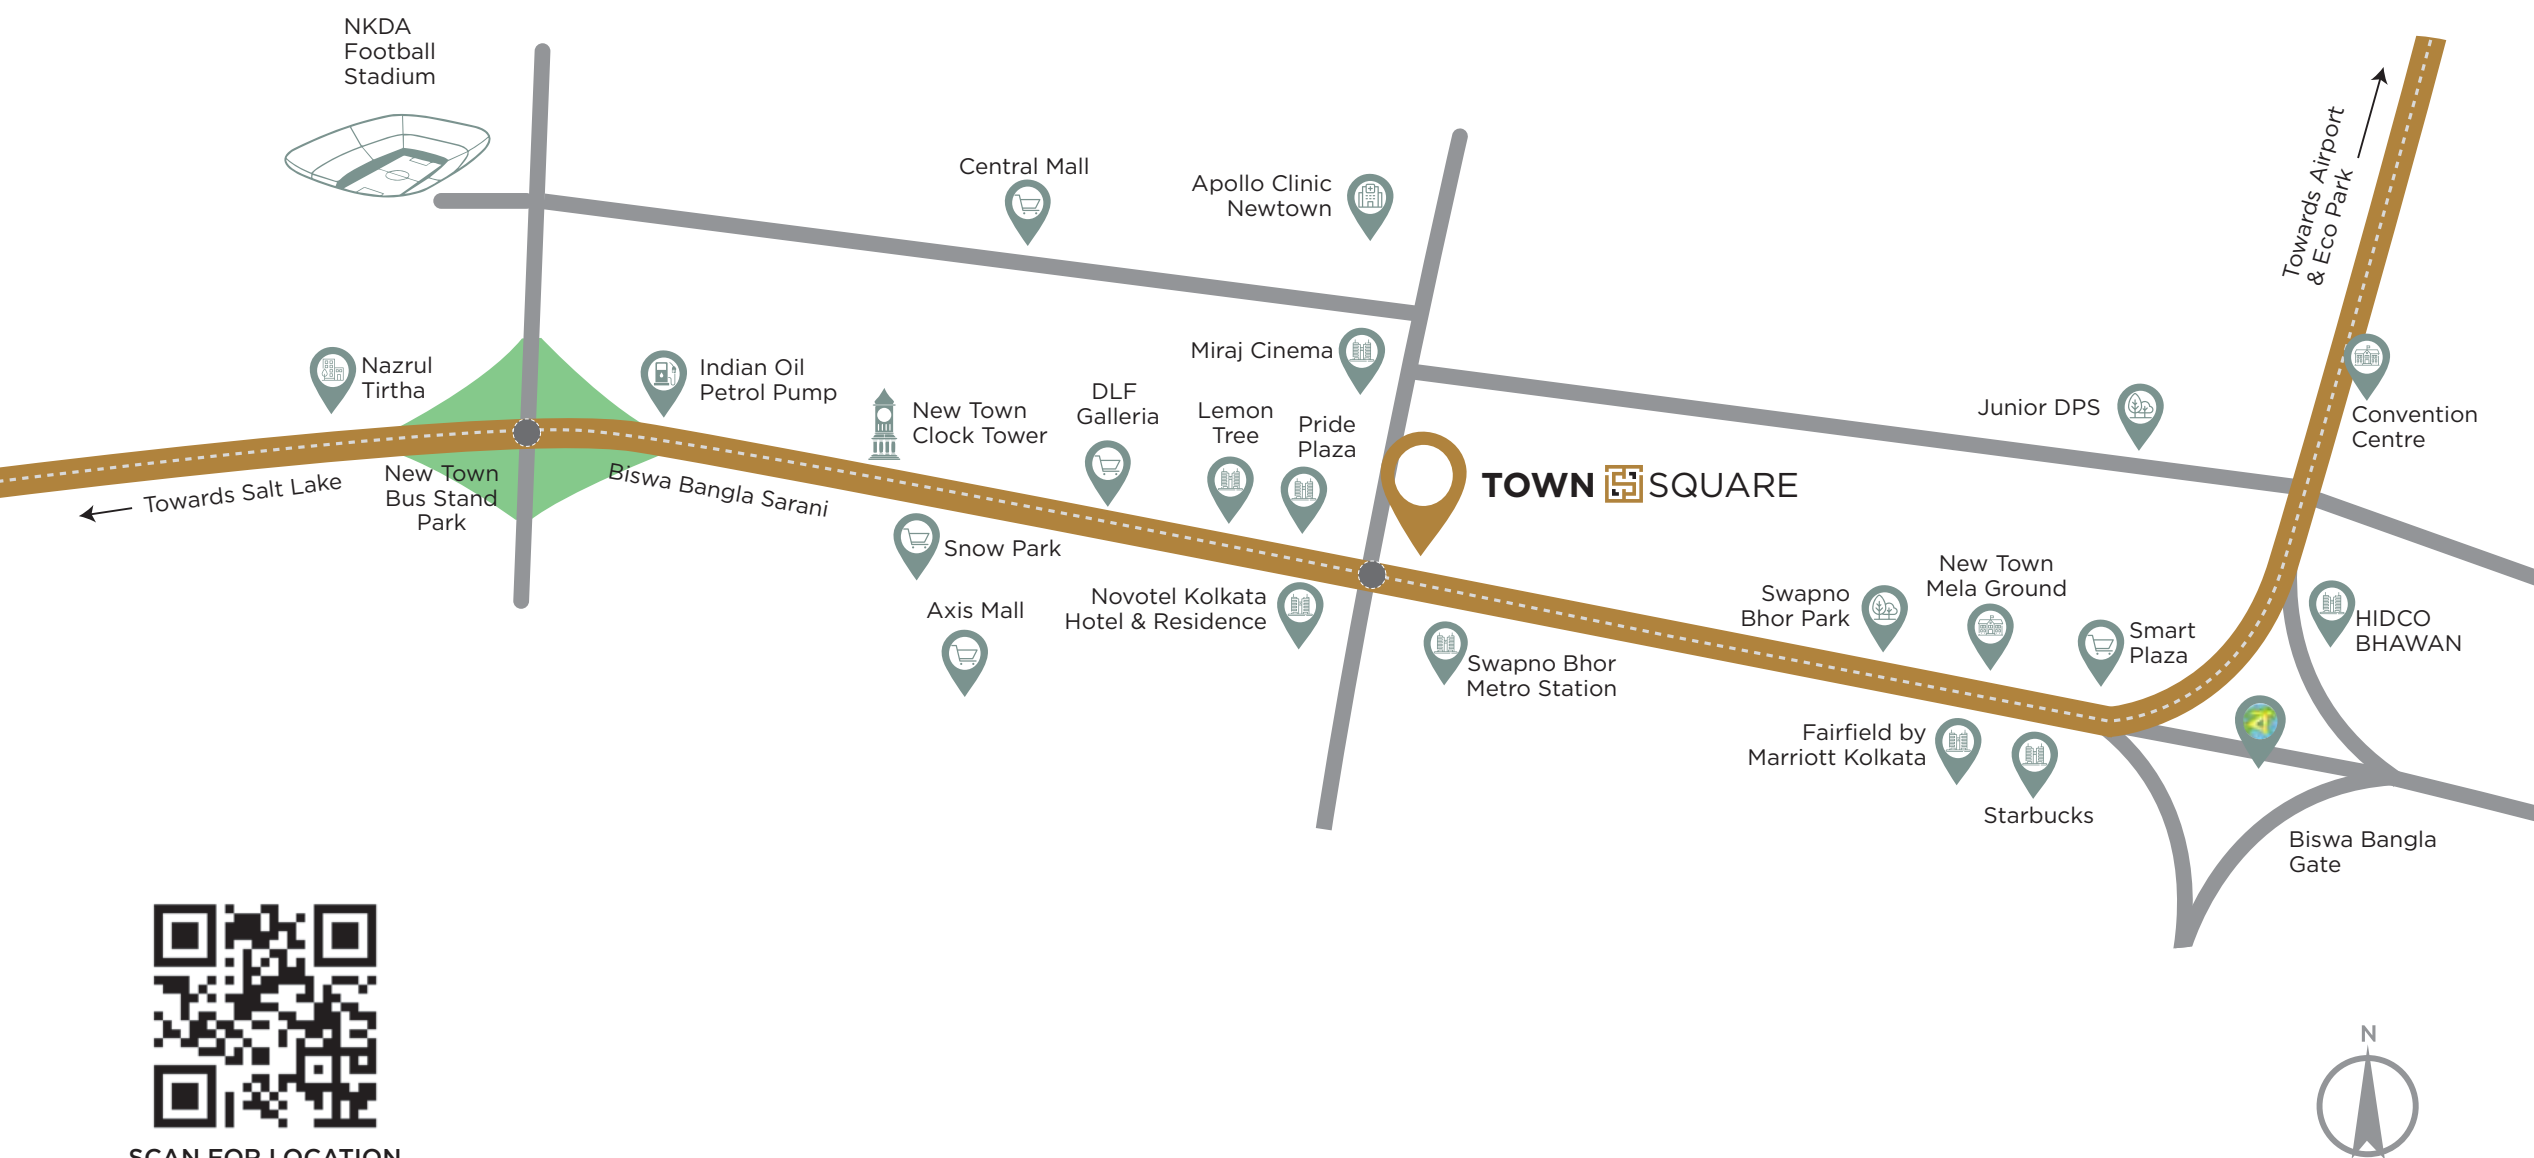 NKDA
Football
Stadium
Central Mall
Apollo Clinic
Newtown
Towards Airport
& Eco Park
Nazrul
Tirtha
Indian Oil
Petrol Pump
New Town
Clock Tower
DLF
Galleria
Lemon
Tree
Pride
Plaza
Miraj Cinema
Junior DPS
Convention
Centre
TOWN SQUARE
Towards Salt Lake
New Town
Bus Stand
Park
Biswa Bangla Sarani
Snow Park
Axis Mall
Novotel Kolkata
Hotel & Residence
Swapno Bhor
Metro Station
Swapno
Bhor Park
New Town
Mela Ground
Smart
Plaza
HIDCO
BHAWAN
Fairfield by
Marriott Kolkata
Starbucks
Biswa Bangla
Gate
SCAN FOR LOCATION
N